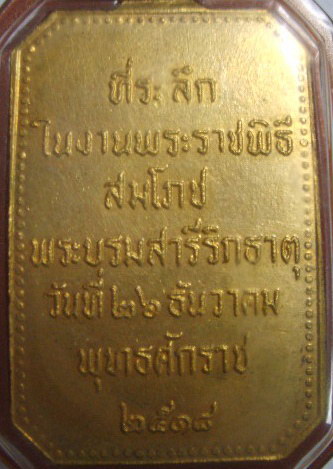 ที่ระลึก
ในงานพระราชพิธี
สมโภช
พระบรมสารีริกธาตุ
วันที่ ๒๖ ธันวาคม
พุทธศักราช
๒๕๑๔